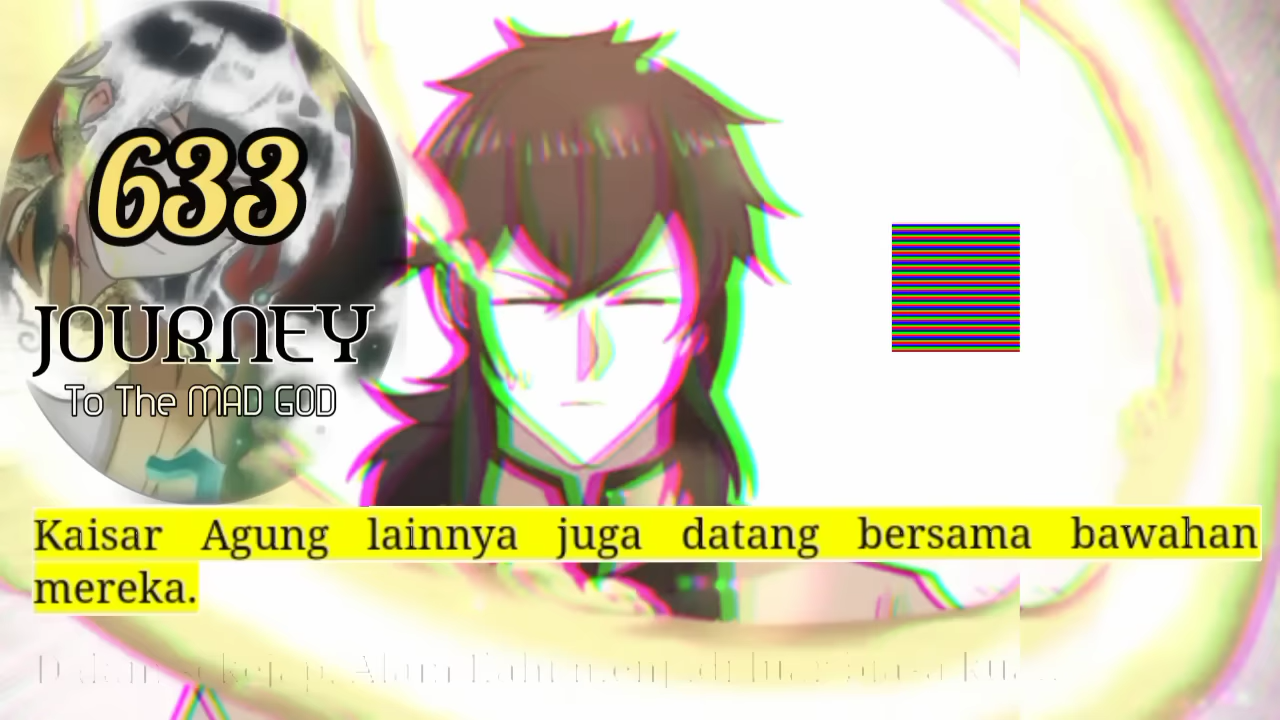 633
JOURNEY
To The MAD GOD
Kaisar Agung lainnya juga datang bersama bawahan
mereka.